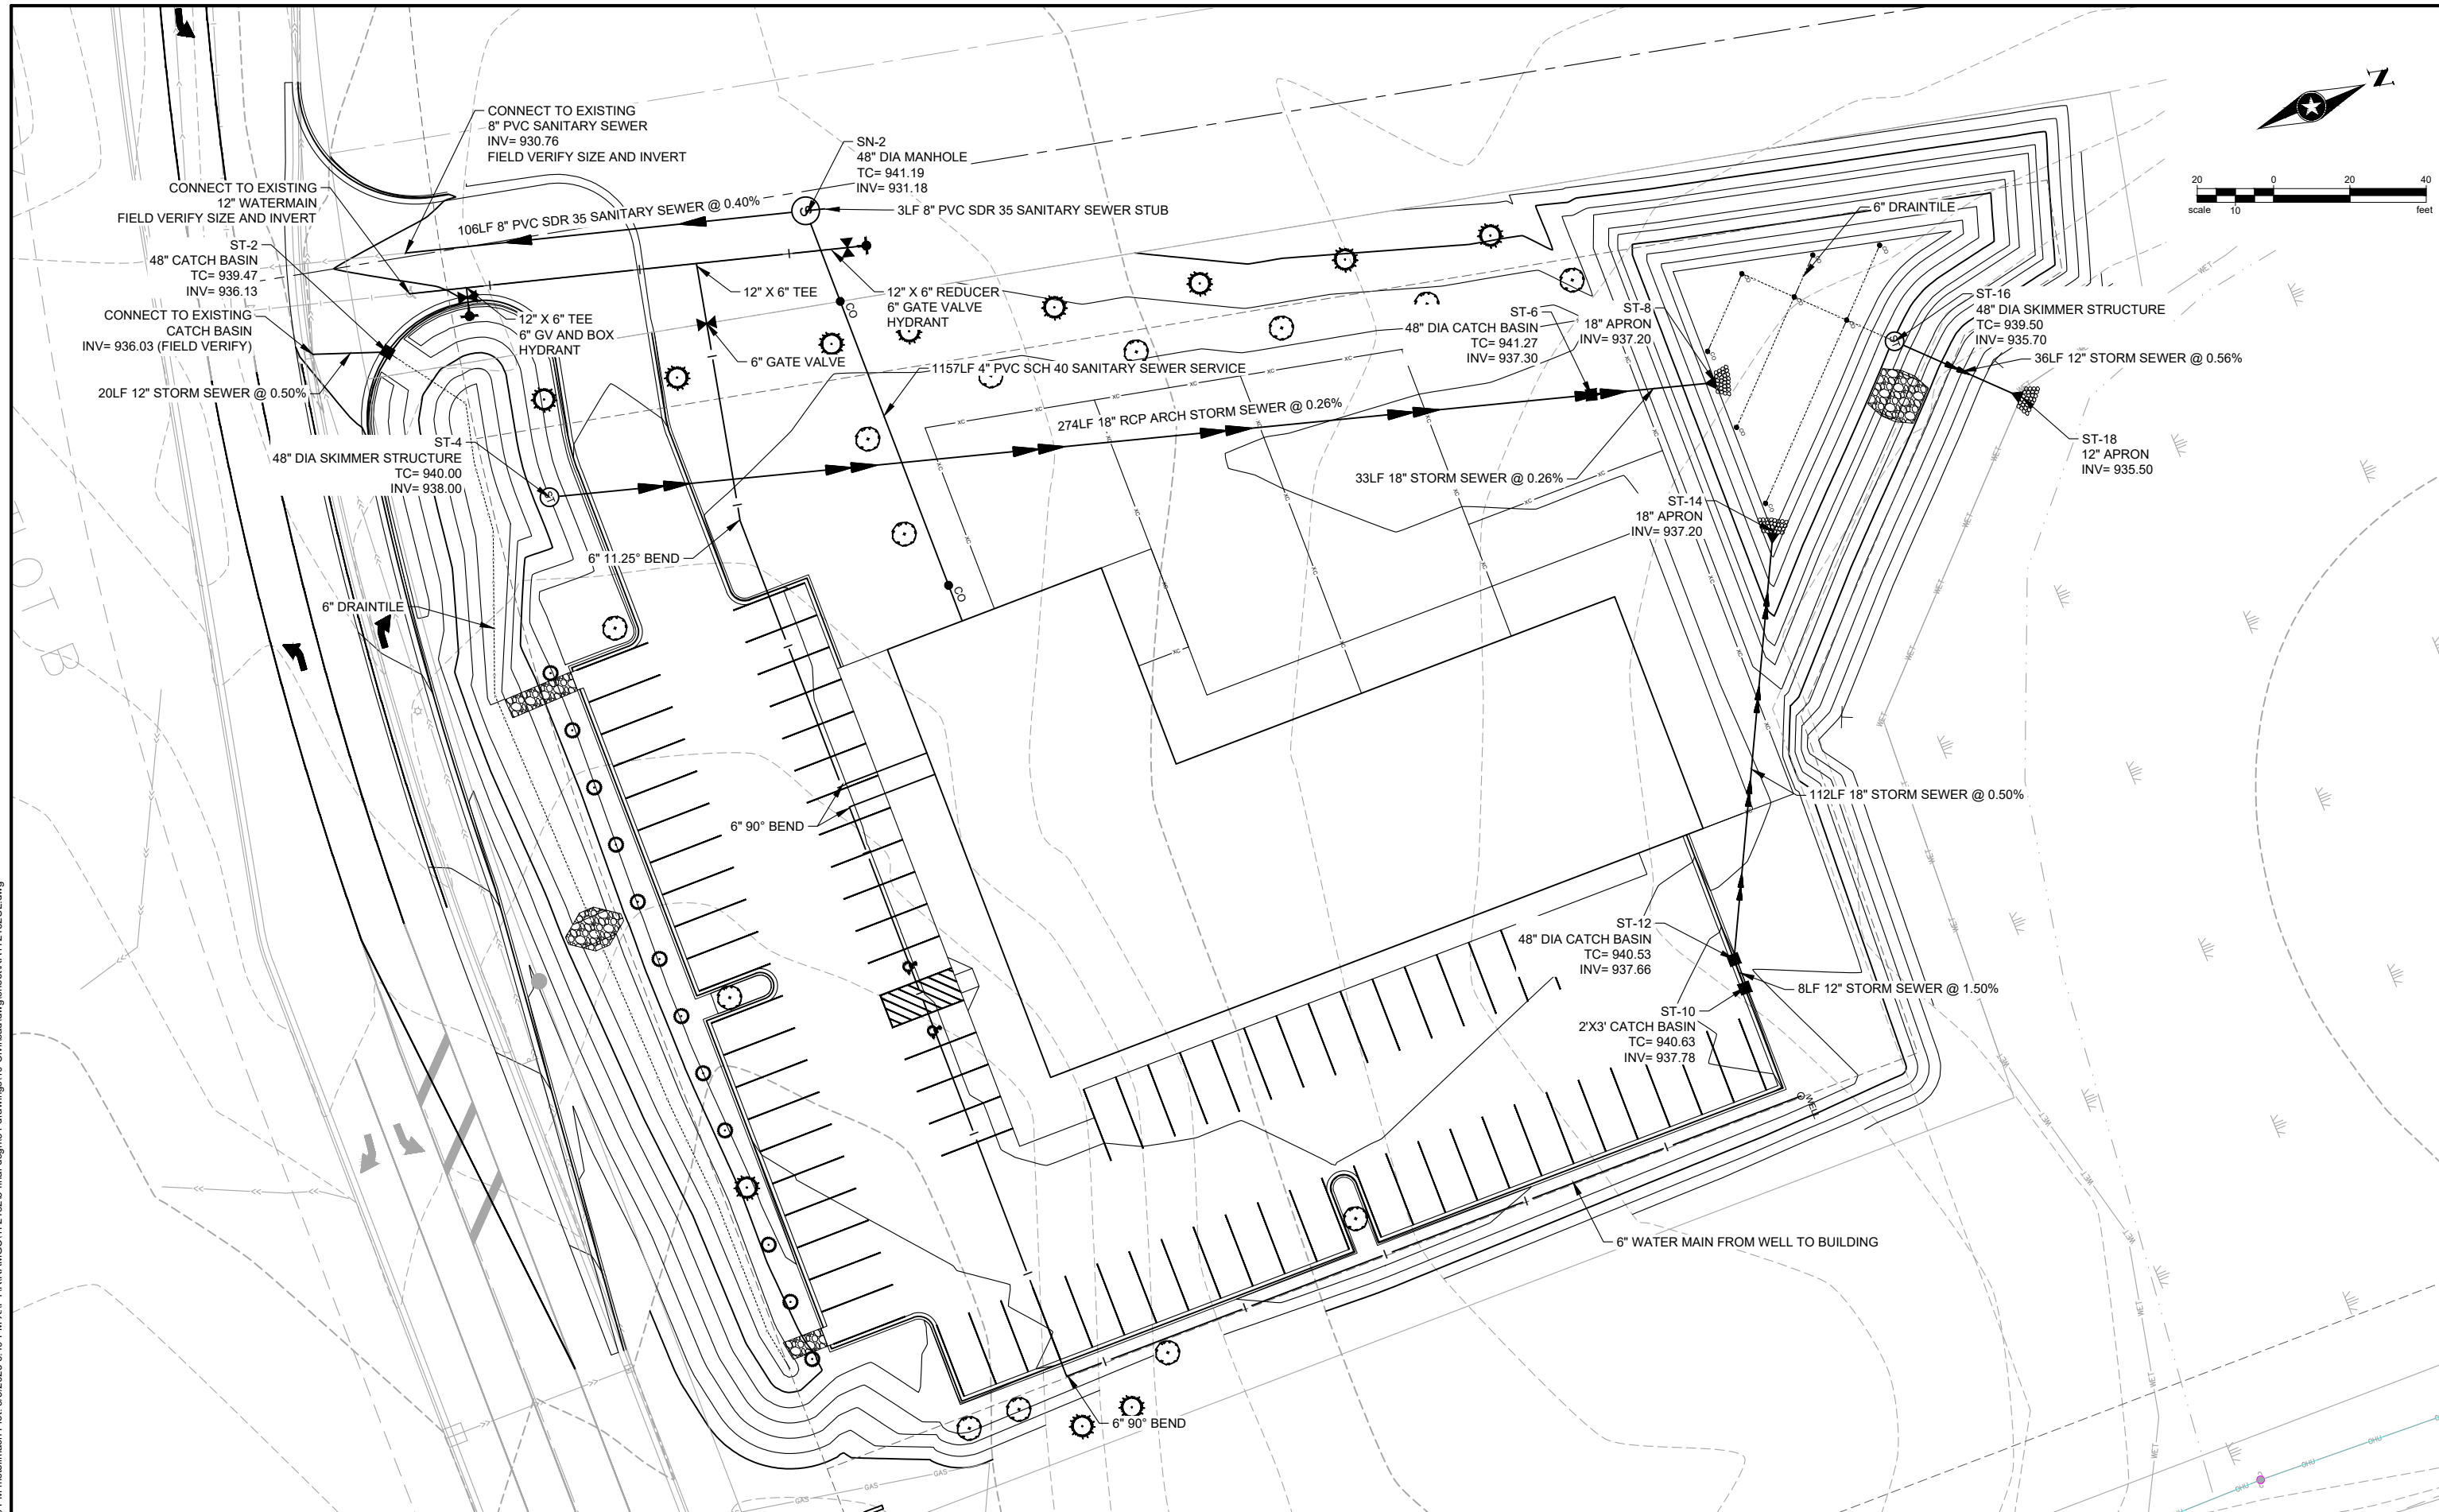 CONNECT TO EXISTING
8" PVC SANITARY SEWER
INV= 930.76
FIELD VERIFY SIZE AND INVERT
SN-2
48" DIA MANHOLE
TC= 941.19
INV= 931.18
N
20 0 20 40
scale 10 feet
CONNECT TO EXISTING
12" WATERMAIN
FIELD VERIFY SIZE AND INVERT
106LF 8" PVC SDR 35 SANITARY SEWER @ 0.40%
S
3LF 8" PVC SDR 35 SANITARY SEWER STUB
6" DRAINTILE
ST-2
48" CATCH BASIN
TC= 939.47
INV= 936.13
CONNECT TO EXISTING
CATCH BASIN
INV= 936.03 (FIELD VERIFY)
12" X 6" TEE
12" X 6" REDUCER
6" GATE VALVE
HYDRANT
CO
12" X 6" TEE
6" GV AND BOX
HYDRANT
6" GATE VALVE
ST-6
48" DIA CATCH BASIN
TC= 941.27
INV= 937.30
ST-8
18" APRON
INV= 937.20
ST-16
48" DIA SKIMMER STRUCTURE
TC= 939.50
INV= 935.70
36LF 12" STORM SEWER @ 0.56%
1157LF 4" PVC SCH 40 SANITARY SEWER SERVICE
20LF 12" STORM SEWER @ 0.50%
274LF 18" RCP ARCH STORM SEWER @ 0.26%
ST-4
48" DIA SKIMMER STRUCTURE
TC= 940.00
INV= 938.00
ST
ST-18
12" APRON
INV= 935.50
33LF 18" STORM SEWER @ 0.26%
ST-14
18" APRON
INV= 937.20
6" 11.25° BEND
CO
6" DRAINTILE
OT B
6" 90° BEND
112LF 18" STORM SEWER @ 0.50%
ST-12
48" DIA CATCH BASIN
TC= 940.53
INV= 937.66
8LF 12" STORM SEWER @ 1.50%
ST-10
2'X3' CATCH BASIN
TC= 940.63
INV= 937.78
WELL
6" WATER MAIN FROM WELL TO BUILDING
6" 90° BEND
GAS GAS GAS
WET WET WET
OHU OHU